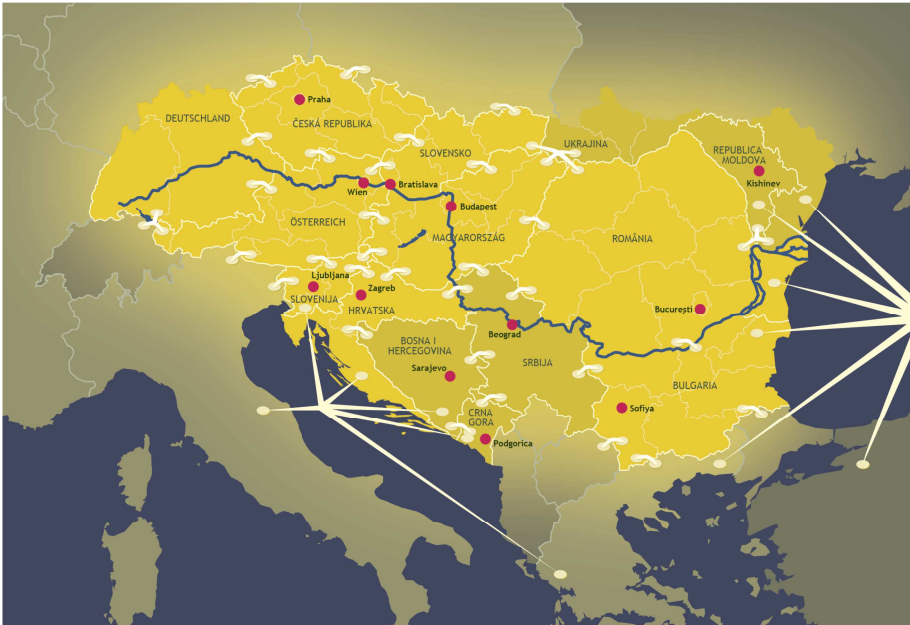 Praha
DEUTSCHLAND
ČESKÁ REPUBLIKA
UKRAJINA
SLOVENSKO
REPUBLICA
MOLDOVA
Kishinev
Wien
Bratislava
Budapest
ÖSTERREICH
MAGYARORSZÁG
ROMÂNIA
Ljubljana
Zagreb
SLOVENIJA
HRVATSKA
Bucureşti
Beograd
BOSNA I
HERCEGOVINA
SRBIJA
Sarajevo
BULGARIA
Sofiya
CRNA
GORA
Podgorica